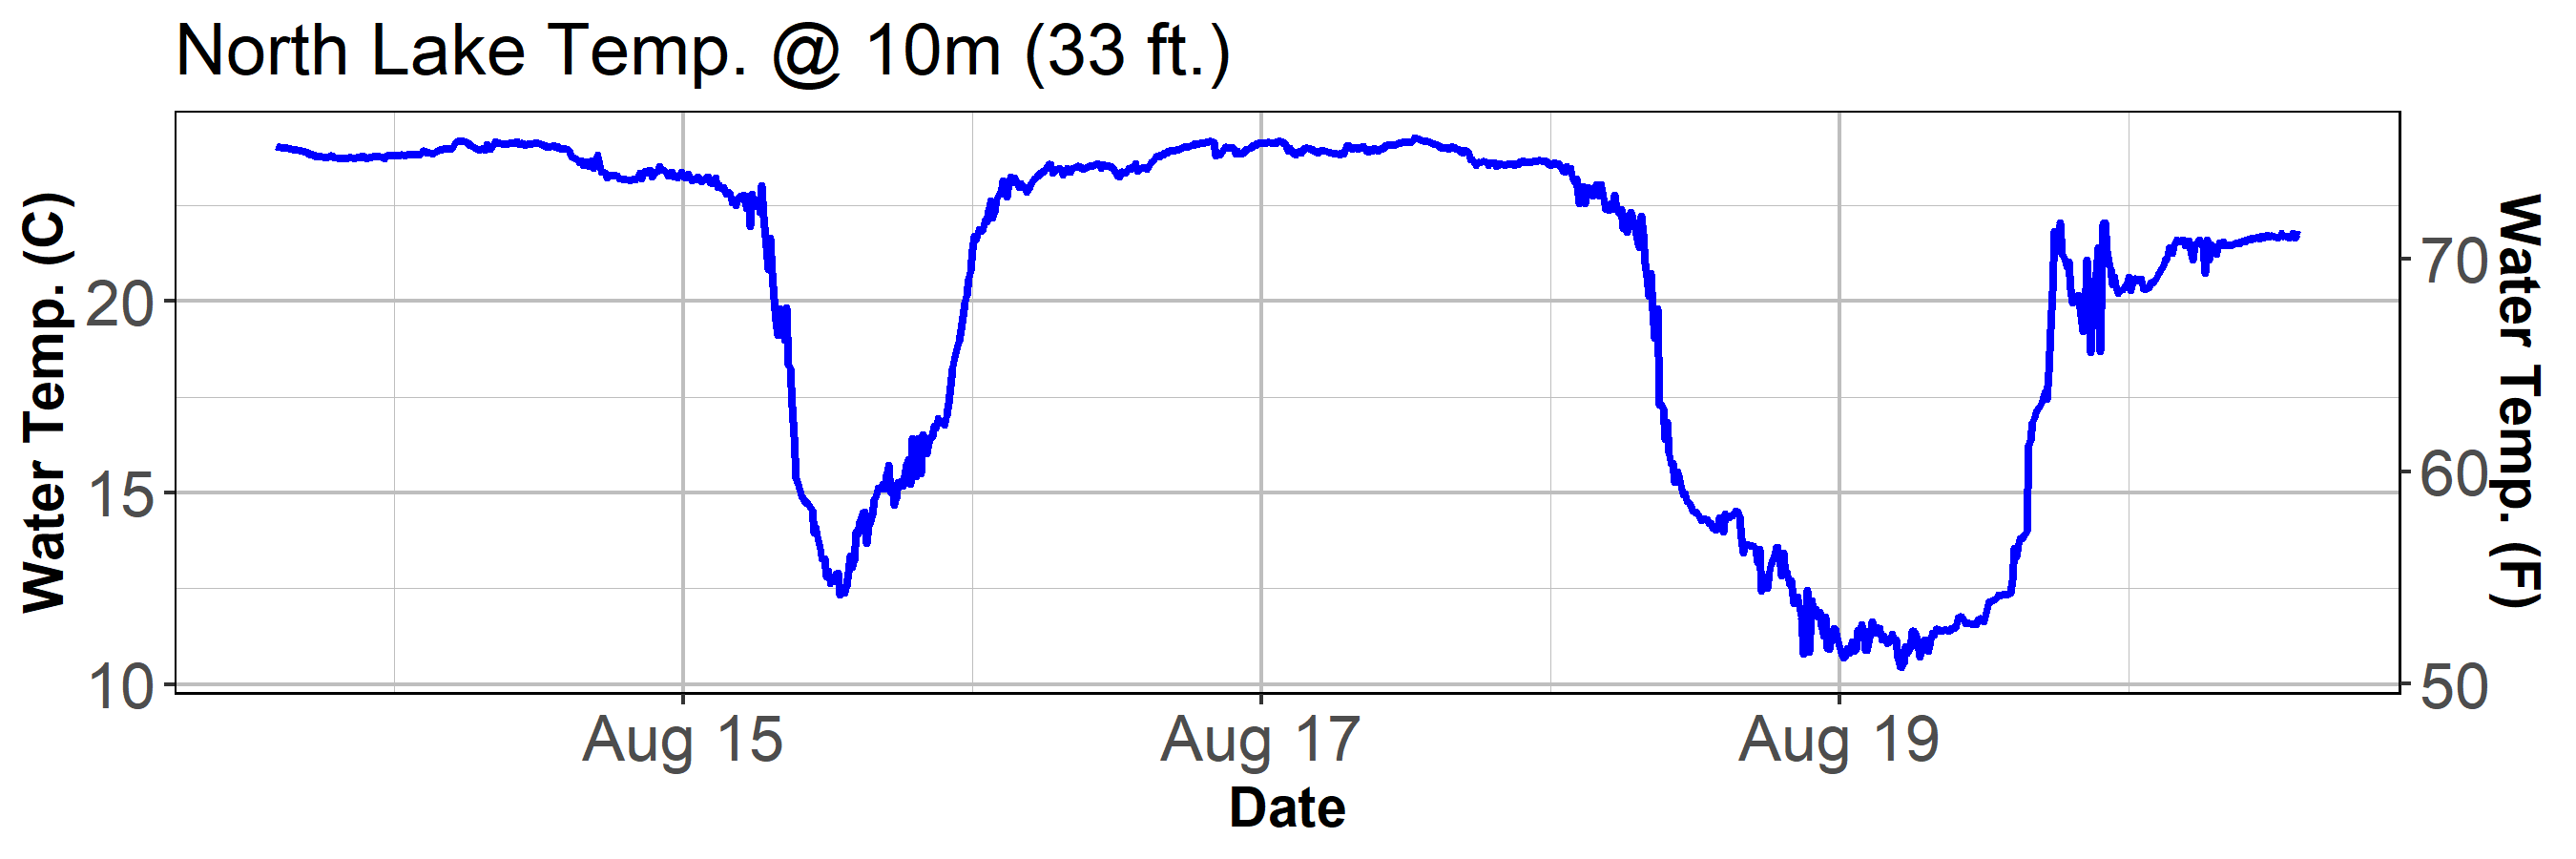 North Lake Temp. @ 10m (33 ft.)
Water Temp. (C)
20
15
10
70
60
50
Water Temp. (F)
Aug 15
Aug 17
Aug 19
Date